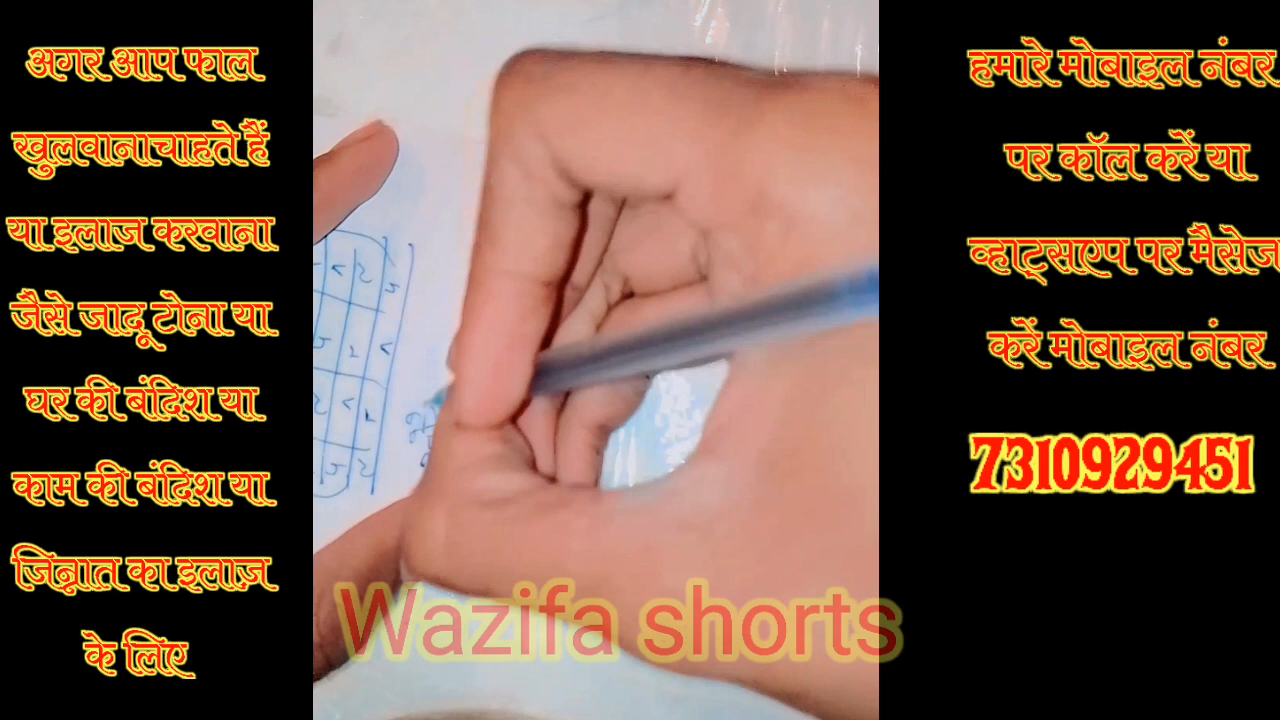 अगर आप फाल
खुलवानाचाहते हैं
या इलाज करवाना
जैसे जादू टोना या
घर की बंदिश या
काम की बंदिश या
जिन्नात का इलाज़
के लिए
हमारे मोबाइल नंबर
पर कॉल करें या
व्हाट्सएप पर मैसेज
करें मोबाइल नंबर
7310929451
Wazifa shorts